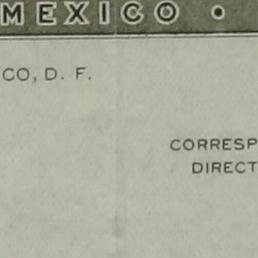 MEXICO •
CO, D. F.
CORRESP
DIRECT